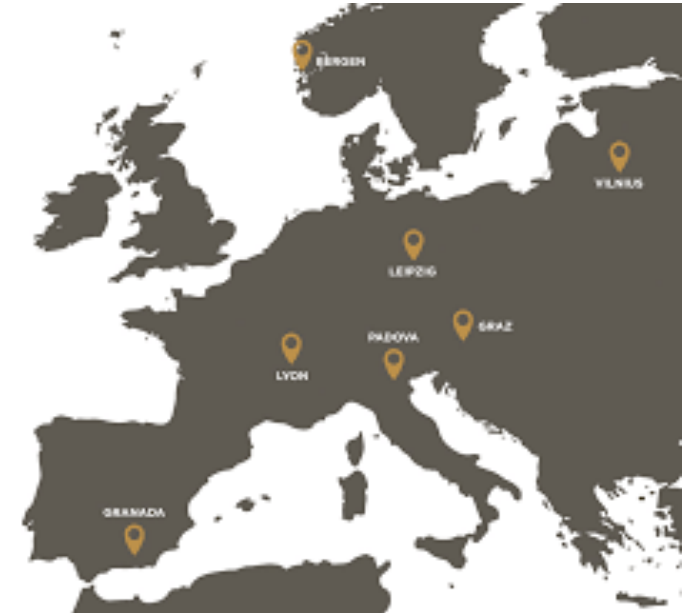 BERGEN
VILNIUS
LEIPZIG
GRAZ
PADOVA
LYON
GRANADA